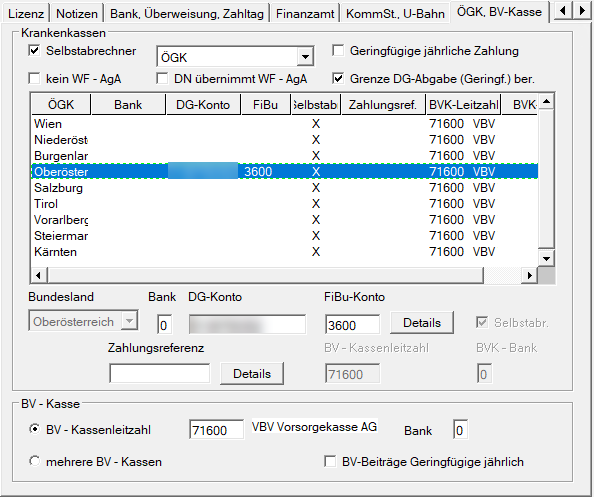 Lizenz Notizen Bank, Überweisung, Zahltag Finanzamt KommSt., U-Bahn ÖGK, BV-Kasse
Krankenkassen
Selbstabrechner ÖGK Geringfügige jährliche Zahlung
kein WF - AgA DN übernimmt WF - AgA Grenze DG-Abgabe (Geringf.) ber.
ÖGK Bank DG-Konto FiBu Selbstab. Zahlungsref. BVK-Leitzahl BVK-
Wien X 71600 VBV
Niederöst X 71600 VBV
Burgenlar X 71600 VBV
Oberöster 3600 X 71600 VBV
Salzburg X 71600 VBV
Tirol X 71600 VBV
Vorarlberg X 71600 VBV
Steiermar X 71600 VBV
Kärnten X 71600 VBV
Bundesland Bank DG-Konto FiBu-Konto
Oberösterreich 0 3600 Details Selbstabr.
Zahlungsreferenz BV - Kassenleitzahl BVK - Bank
Details 71600 0
BV - Kasse
BV - Kassenleitzahl 71600 VBV Vorsorgekasse AG Bank 0
mehrere BV - Kassen BV-Beiträge Geringfügige jährlich